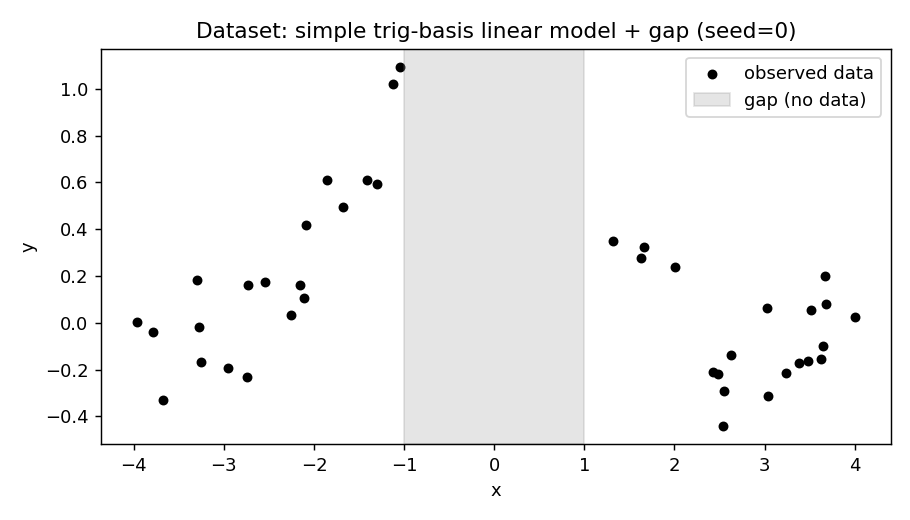 Dataset: simple trig-basis linear model + gap (seed=0)
observed data
gap (no data)
y
1.0
0.8
0.6
0.4
0.2
0.0
−0.2
−0.4
−4 −3 −2 −1 0 1 2 3 4
x